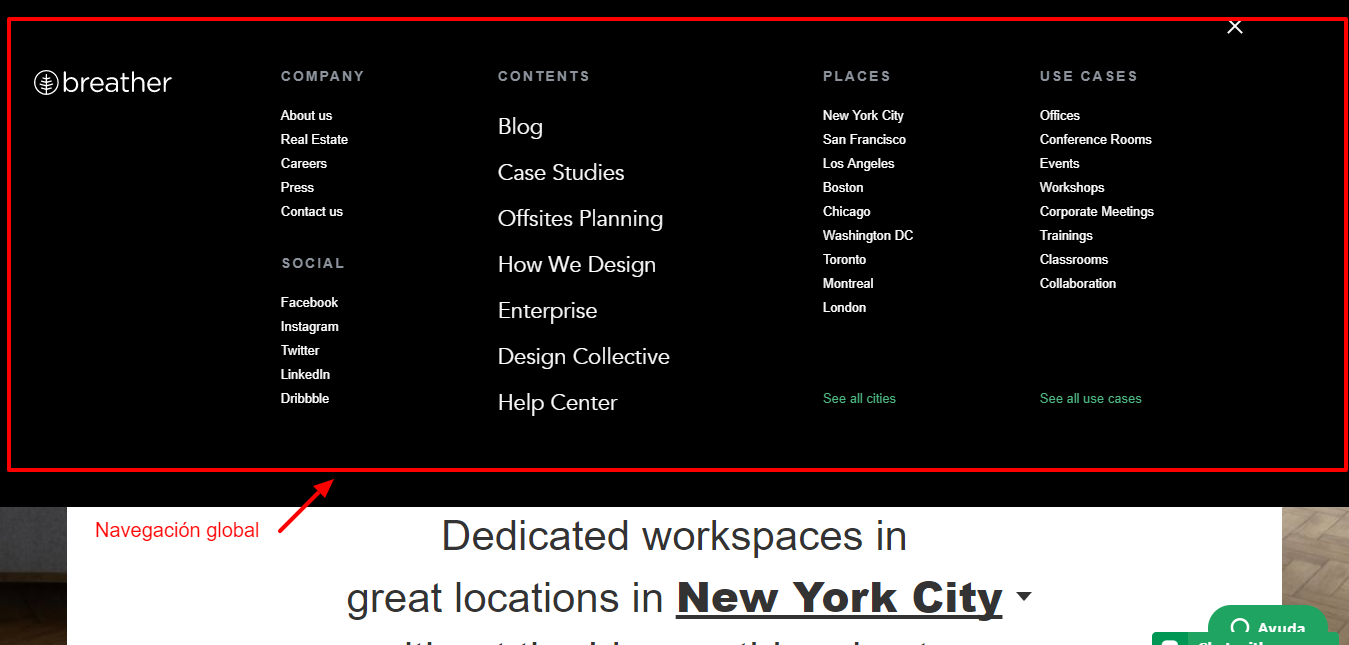 breather
COMPANY
About us
Real Estate
Careers
Press
Contact us
SOCIAL
Facebook
Instagram
Twitter
LinkedIn
Dribbble
CONTENTS
Blog
Case Studies
Offsites Planning
How We Design
Enterprise
Design Collective
Help Center
PLACES
New York City
San Francisco
Los Angeles
Boston
Chicago
Washington DC
Toronto
Montreal
London
See all cities
USE CASES
Offices
Conference Rooms
Events
Workshops
Corporate Meetings
Trainings
Classrooms
Collaboration
See all use cases
Navegación global
Dedicated workspaces in
great locations in New York City
Ayuda